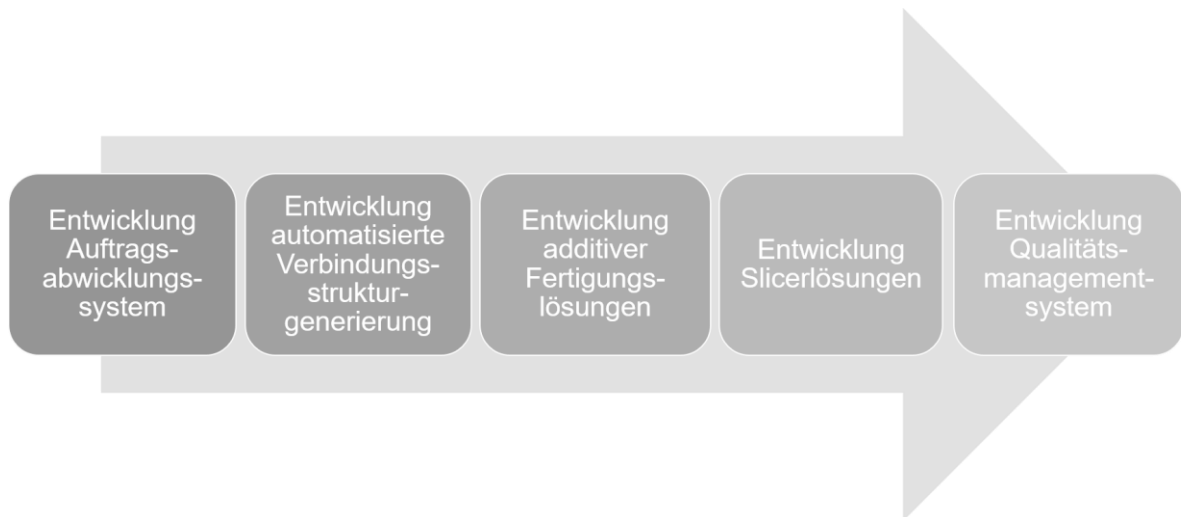 Entwicklung
Auftrags-
abwicklungs-
system
Entwicklung
automatisierte
Verbindungs-
struktur-
generierung
Entwicklung
additiver
Fertigungs-
lösungen
Entwicklung
Slicerlösungen
Entwicklung
Qualitäts-
management-
system